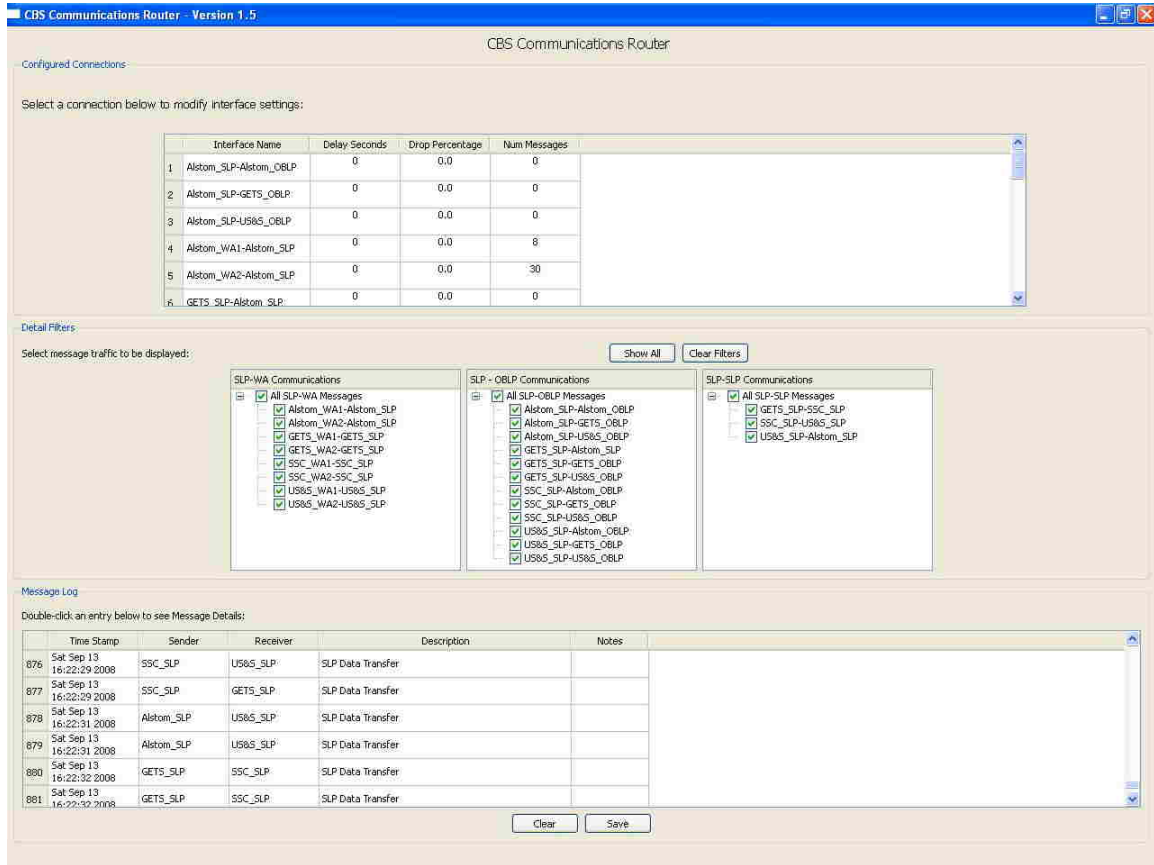 CBS Communications Router - Version 1.5
CBS Communications Router
Configured Connections
Select a connection below to modify interface settings:
Interface Name Delay Seconds Drop Percentage Num Messages
1 Alstom_SLP-Alstom_OBLP 0 0.0 0
2 Alstom_SLP-GETS_OBLP 0 0.0 0
3 Alstom_SLP-US&S_OBLP 0 0.0 0
4 Alstom_WA1-Alstom_SLP 0 0.0 8
5 Alstom_WA2-Alstom_SLP 0 0.0 30
6 GETS_SLP-Alstom_SLP 0 0.0 0
Detail Filters
Select message traffic to be displayed:
Show All Clear Filters
SLP-WA Communications
All SLP-WA Messages
Alstom_WA1-Alstom_SLP
Alstom_WA2-Alstom_SLP
GETS_WA1-GETS_SLP
GETS_WA2-GETS_SLP
SSC_WA1-SSC_SLP
SSC_WA2-SSC_SLP
US&S_WA1-US&S_SLP
US&S_WA2-US&S_SLP
SLP - OBLP Communications
All SLP-OBLP Messages
Alstom_SLP-Alstom_OBLP
Alstom_SLP-GETS_OBLP
Alstom_SLP-US&S_OBLP
GETS_SLP-Alstom_SLP
GETS_SLP-GETS_OBLP
GETS_SLP-US&S_OBLP
SSC_SLP-Alstom_OBLP
SSC_SLP-GETS_OBLP
SSC_SLP-US&S_OBLP
US&S_SLP-Alstom_OBLP
US&S_SLP-GETS_OBLP
US&S_SLP-US&S_OBLP
SLP-SLP Communications
All SLP-SLP Messages
GETS_SLP-SSC_SLP
SSC_SLP-US&S_SLP
US&S_SLP-Alstom_SLP
Message Log
Double-click an entry below to see Message Details:
Time Stamp Sender Receiver Description Notes
876 Sat Sep 13 16:22:29 2008 SSC_SLP US&S_SLP SLP Data Transfer
877 Sat Sep 13 16:22:29 2008 SSC_SLP GETS_SLP SLP Data Transfer
878 Sat Sep 13 16:22:31 2008 Alstom_SLP US&S_SLP SLP Data Transfer
879 Sat Sep 13 16:22:31 2008 Alstom_SLP US&S_SLP SLP Data Transfer
880 Sat Sep 13 16:22:32 2008 GETS_SLP SSC_SLP SLP Data Transfer
881 Sat Sep 13 16:22:32 2008 GETS_SLP SSC_SLP SLP Data Transfer
Clear Save